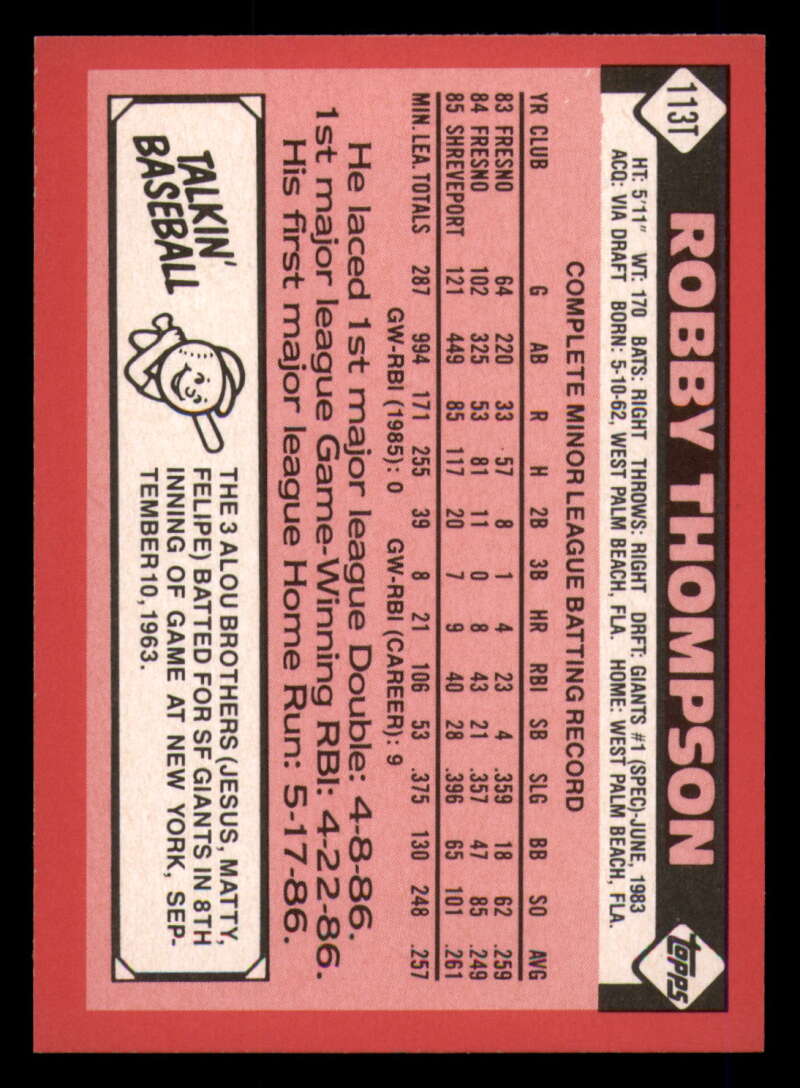 113T
ROBBY THOMPSON
topps
HT: 5'11" WT: 170 BATS: RIGHT THROWS: RIGHT DRFT: GIANTS #1 (SPEC)-JUNE, 1983
ACQ: VIA DRAFT BORN: 5-10-62, WEST PALM BEACH, FLA. HOME: WEST PALM BEACH, FLA.
COMPLETE MINOR LEAGUE BATTING RECORD
YR CLUB G AB R H 2B 3B HR RBI SB SLG BB SO AVG
83 FRESNO 64 220 33 57 8 1 4 23 4 .359 18 62 .259
84 FRESNO 102 325 53 81 11 0 8 43 21 .357 47 85 .249
85 SHREVEPORT 121 449 85 117 20 7 9 40 28 .396 65 101 .261
MIN. LEA. TOTALS 287 994 171 255 39 8 21 106 53 .375 130 248 .257
GW-RBI (1985): 0 GW-RBI (CAREER): 9
He laced 1st major league Double: 4-8-86.
1st major league Game-Winning RBI: 4-22-86.
His first major league Home Run: 5-17-86.
TALKIN'
BASEBALL
THE 3 ALOU BROTHERS (JESUS, MATTY,
FELIPE) BATTED FOR SF GIANTS IN 8TH
INNING OF GAME AT NEW YORK, SEP-
TEMBER 10, 1963.